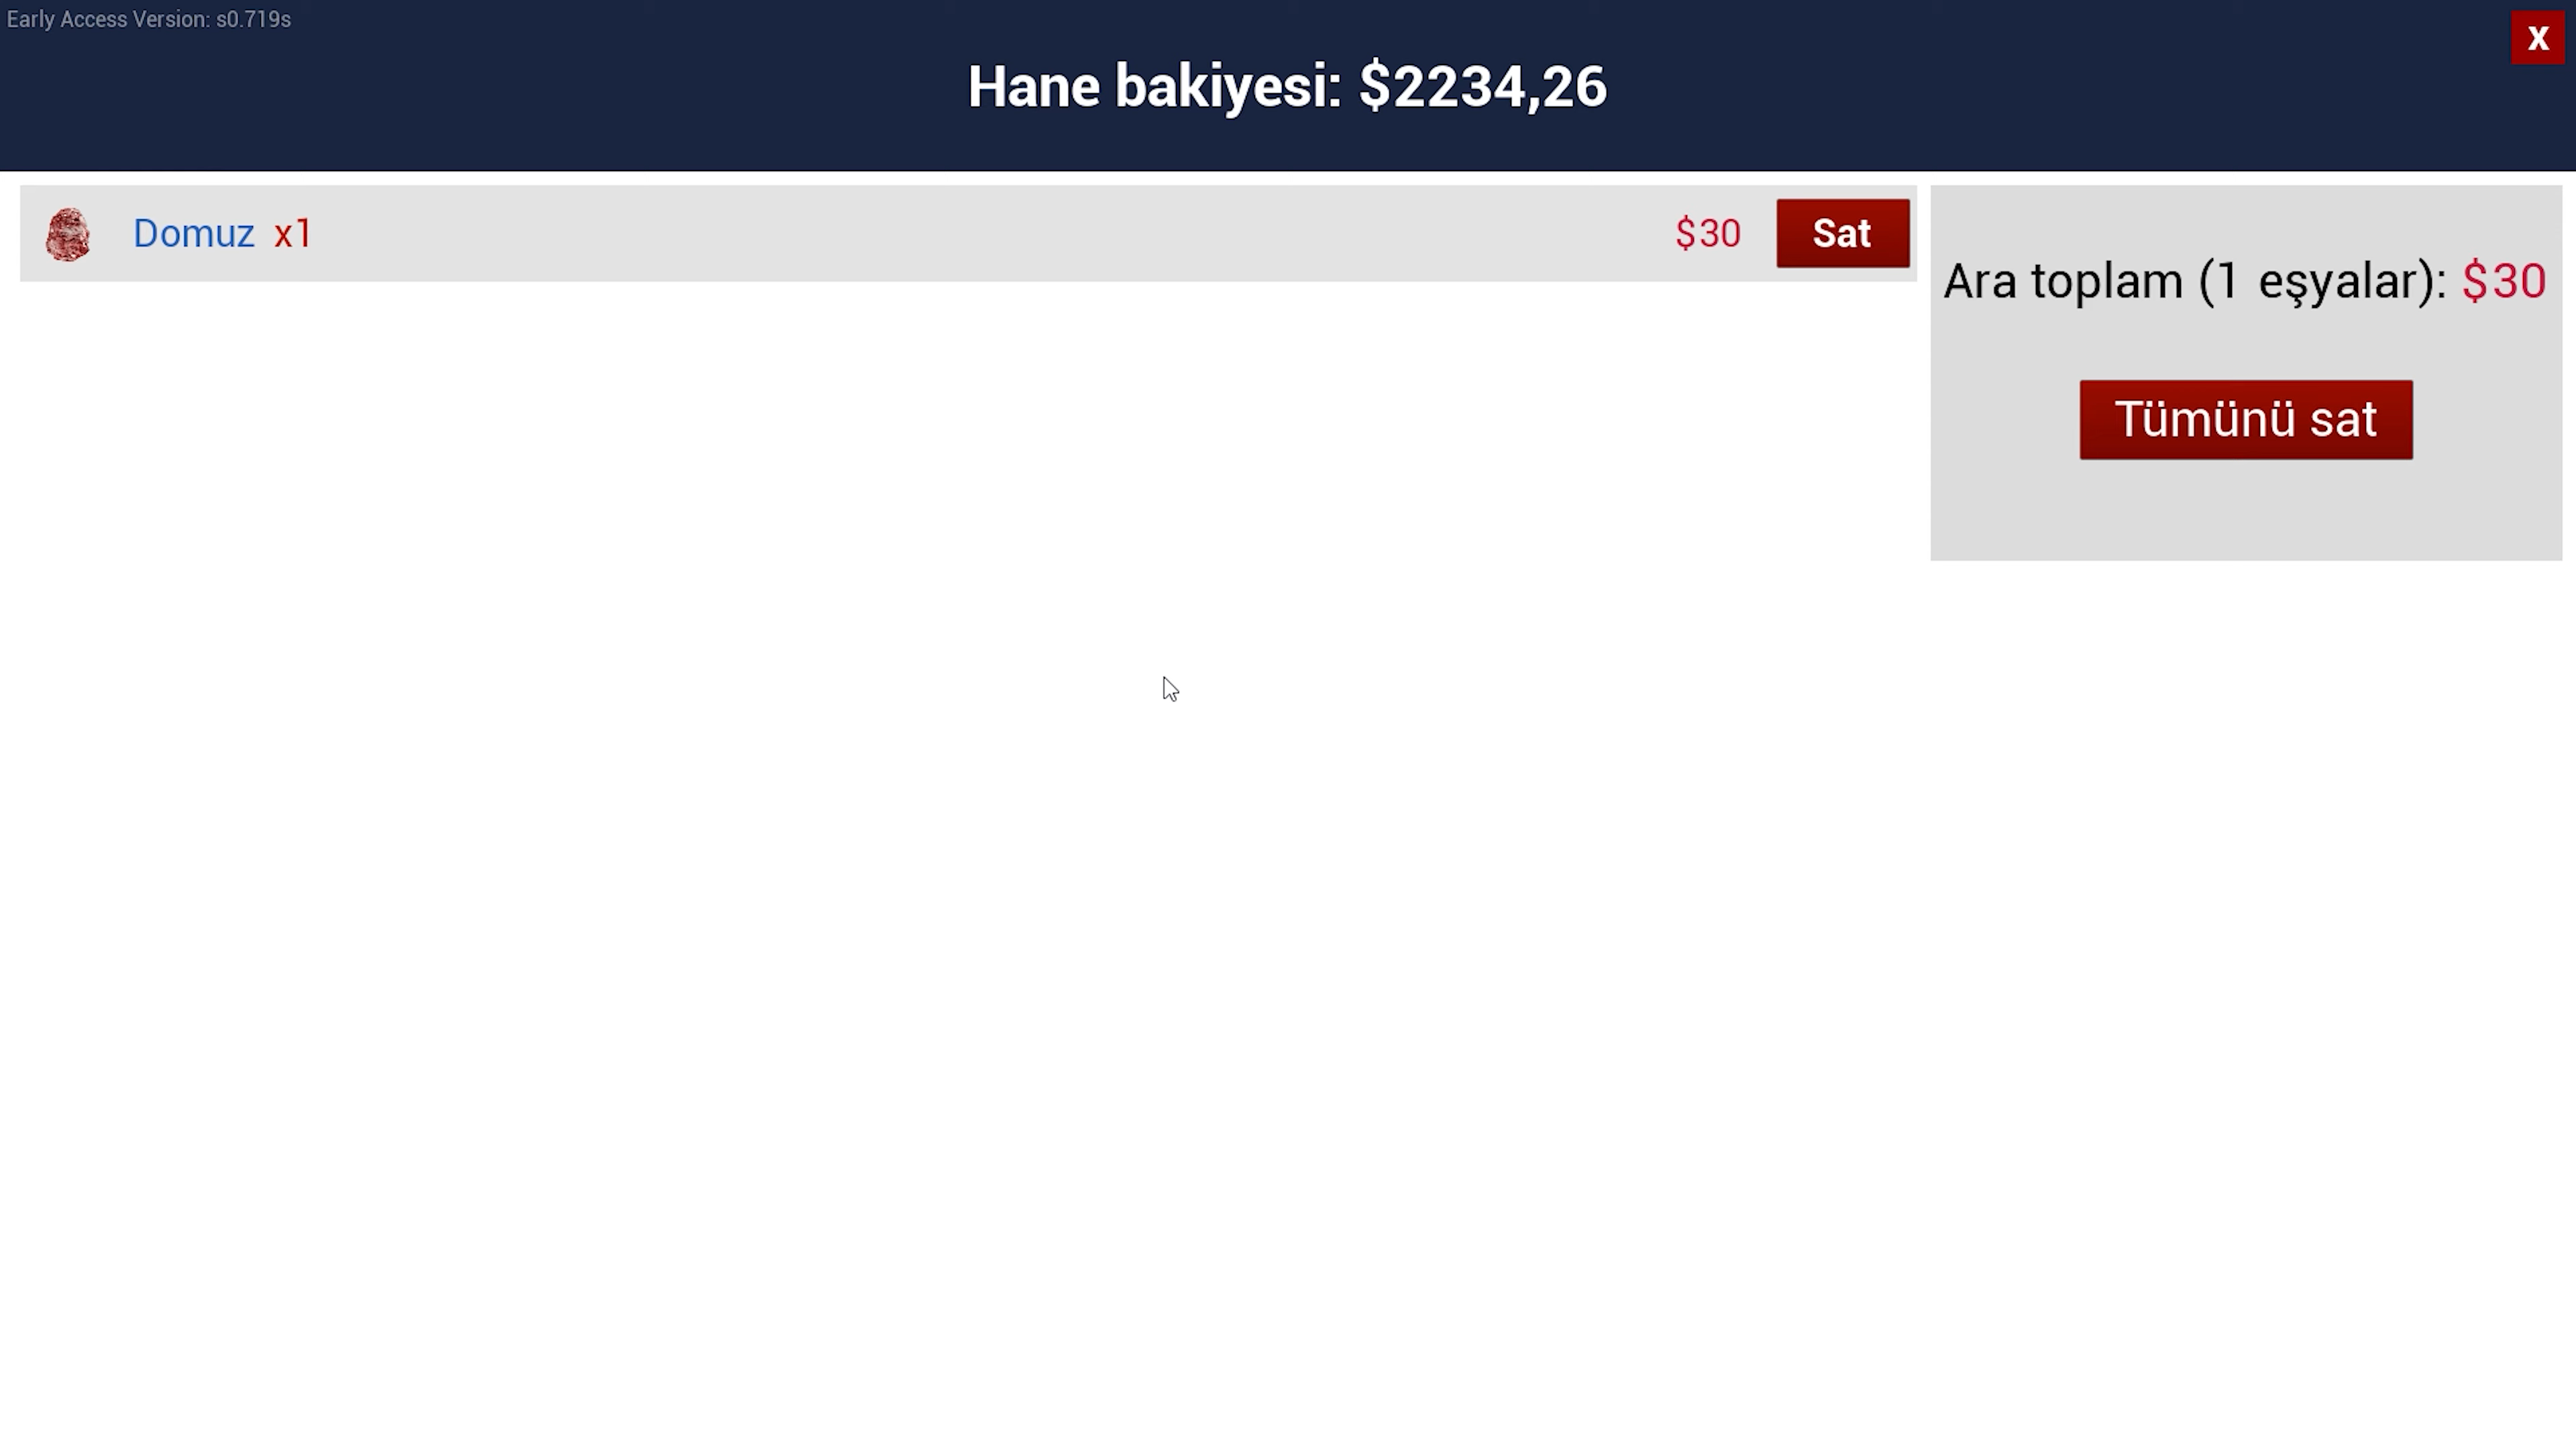 Early Access Version: s0.719s
X
Hane bakiyesi: $2234,26
Domuz x1 $30 Sat
Ara toplam (1 eşyalar): $30
Tümünü sat